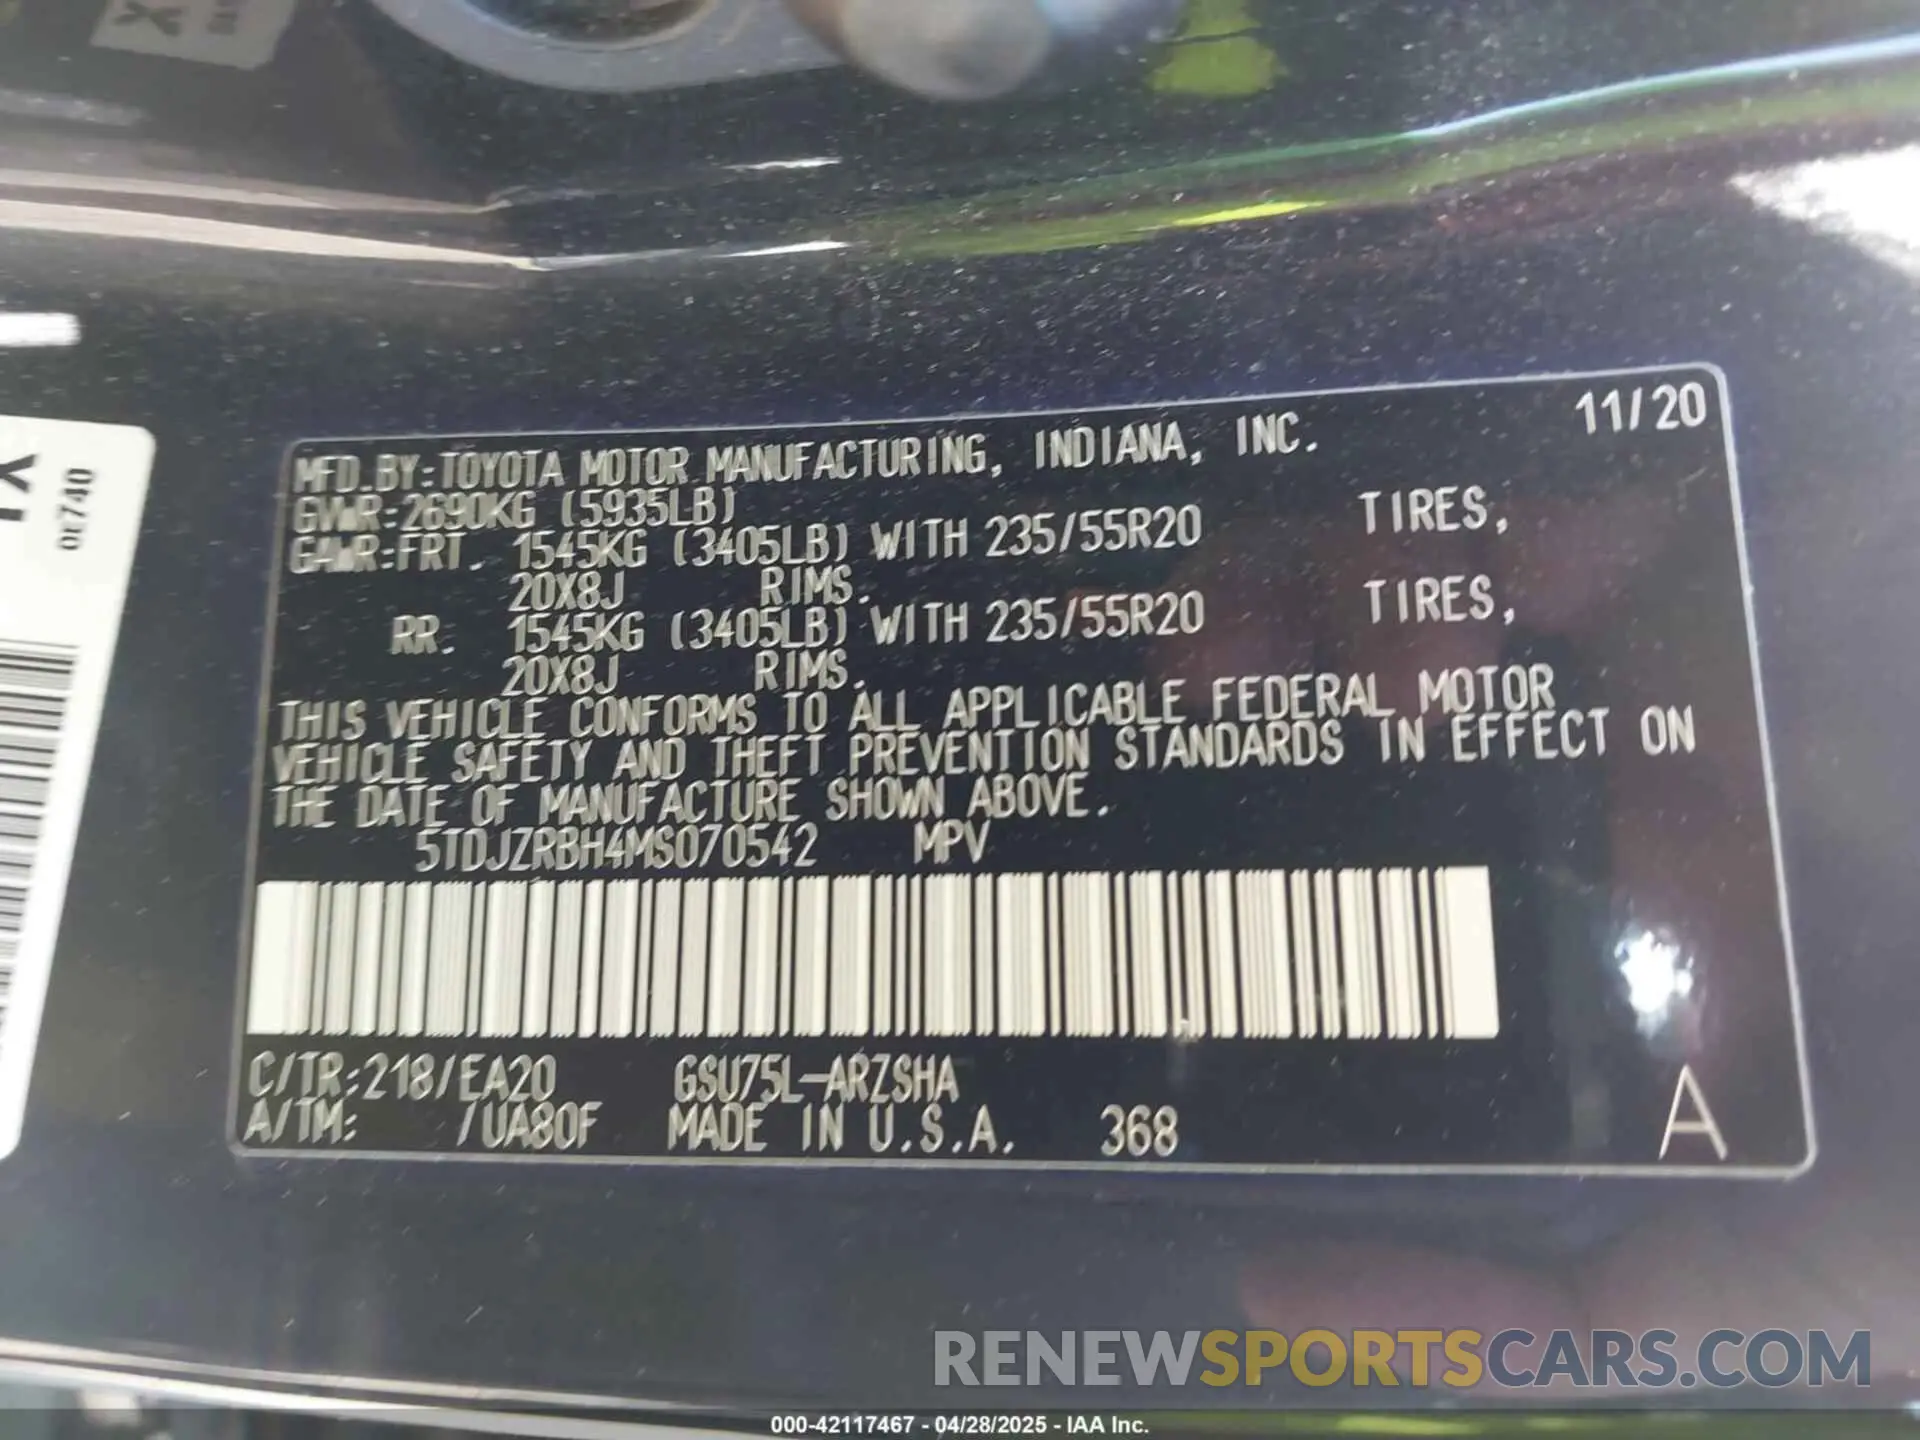 OE740
11/20
MFD.BY:TOYOTA MOTOR MANUFACTURING, INDIANA, INC.
GVWR:2690KG (5935LB)
GAWR:FRT. 1545KG (3405LB) WITH 235/55R20 TIRES,
20X8J RIMS.
RR. 1545KG (3405LB) WITH 235/55R20 TIRES,
20X8J RIMS.
THIS VEHICLE CONFORMS TO ALL APPLICABLE FEDERAL MOTOR
VEHICLE SAFETY AND THEFT PREVENTION STANDARDS IN EFFECT ON
THE DATE OF MANUFACTURE SHOWN ABOVE.
5TDJZRBH4MS070542 MPV
C/TR:218/EA20 GSU75L-ARZSHA
A/TM: /UA80F MADE IN U.S.A. 368
A
RENEWSPORTSCARS.COM
000-42117467 - 04/28/2025 - IAA Inc.